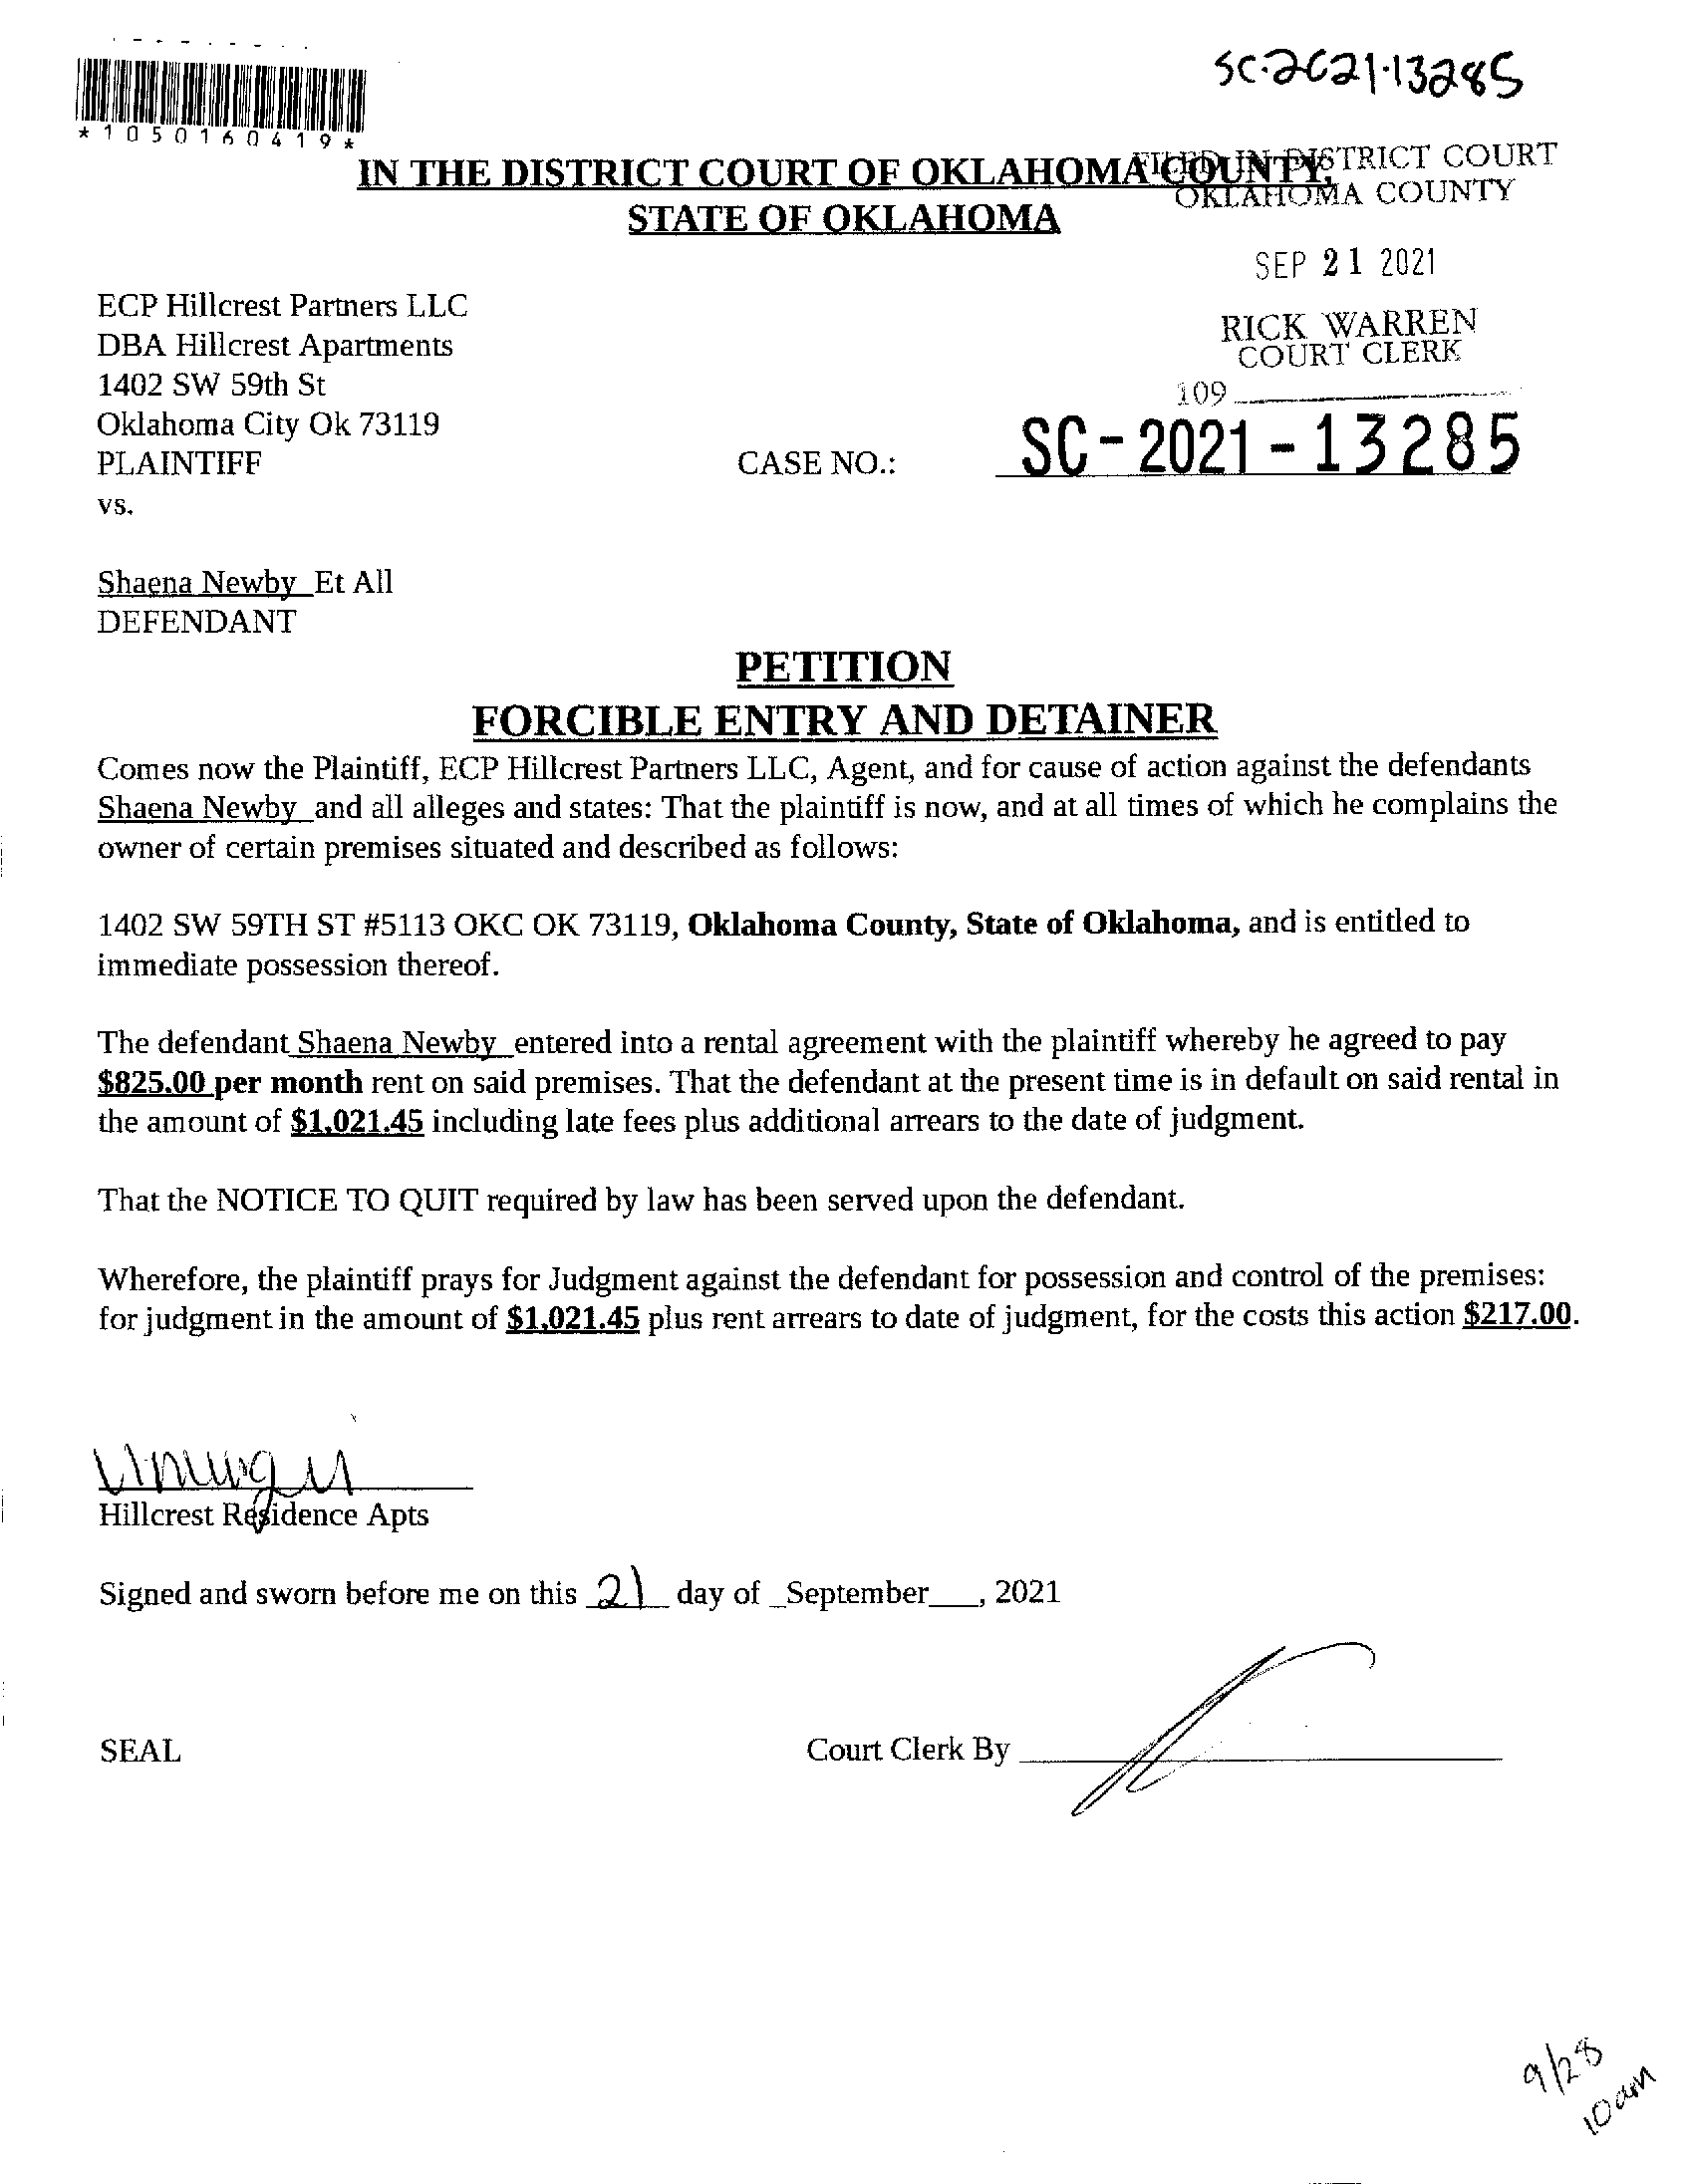 SC-2021-13285
*1050160419*
IN THE DISTRICT COURT OF OKLAHOMA COUNTY,
STATE OF OKLAHOMA
FILED IN DISTRICT COURT
OKLAHOMA COUNTY
SEP 21 2021
RICK WARREN
COURT CLERK
109
ECP Hillcrest Partners LLC
DBA Hillcrest Apartments
1402 SW 59th St
Oklahoma City Ok 73119
PLAINTIFF
CASE NO.: SC-2021-13285
vs.
Shaena Newby Et All
DEFENDANT
PETITION
FORCIBLE ENTRY AND DETAINER
Comes now the Plaintiff, ECP Hillcrest Partners LLC, Agent, and for cause of action against the defendants
Shaena Newby and all alleges and states: That the plaintiff is now, and at all times of which he complains the
owner of certain premises situated and described as follows:
1402 SW 59TH ST #5113 OKC OK 73119, Oklahoma County, State of Oklahoma, and is entitled to
immediate possession thereof.
The defendant Shaena Newby entered into a rental agreement with the plaintiff whereby he agreed to pay
$825.00 per month rent on said premises. That the defendant at the present time is in default on said rental in
the amount of $1,021.45 including late fees plus additional arrears to the date of judgment.
That the NOTICE TO QUIT required by law has been served upon the defendant.
Wherefore, the plaintiff prays for Judgment against the defendant for possession and control of the premises:
for judgment in the amount of $1,021.45 plus rent arrears to date of judgment, for the costs this action $217.00.
Hillcrest Residence Apts
Signed and sworn before me on this 21 day of _September___, 2021
SEAL
Court Clerk By
9/28
10am